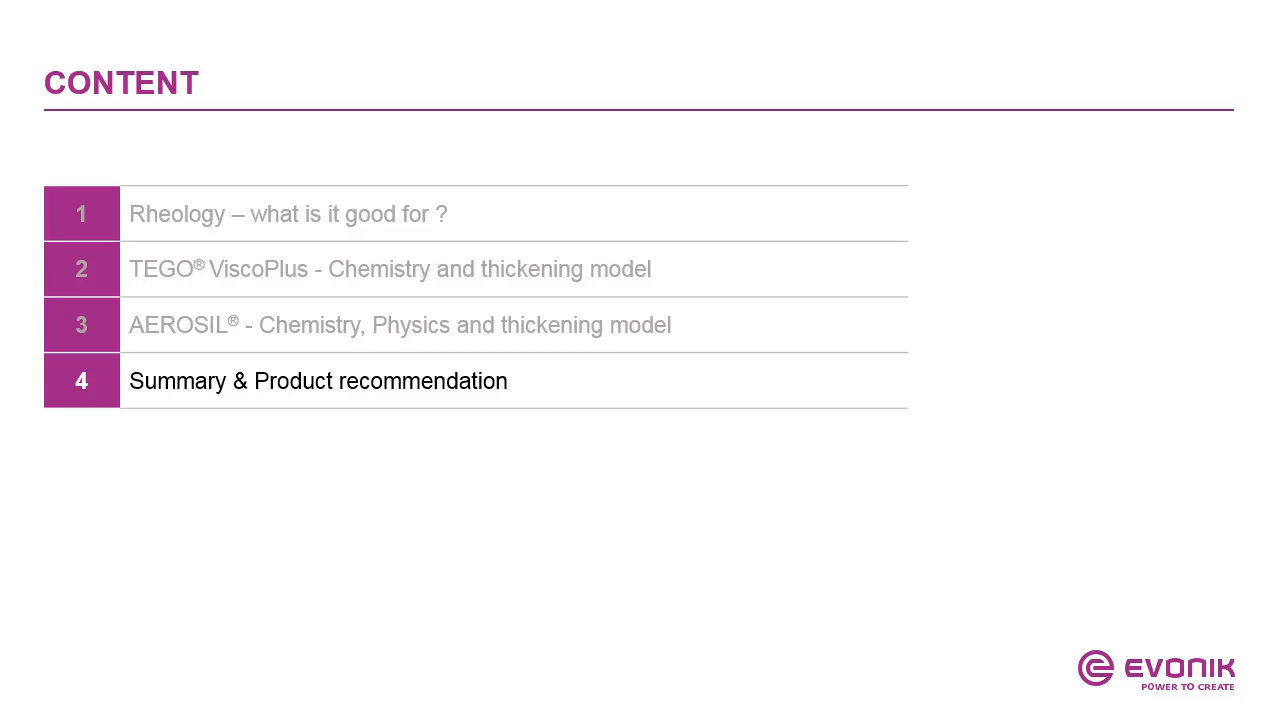 CONTENT
1 Rheology – what is it good for ?
2 TEGO® ViscoPlus - Chemistry and thickening model
3 AEROSIL® - Chemistry, Physics and thickening model
4 Summary & Product recommendation
EVONIK
POWER TO CREATE